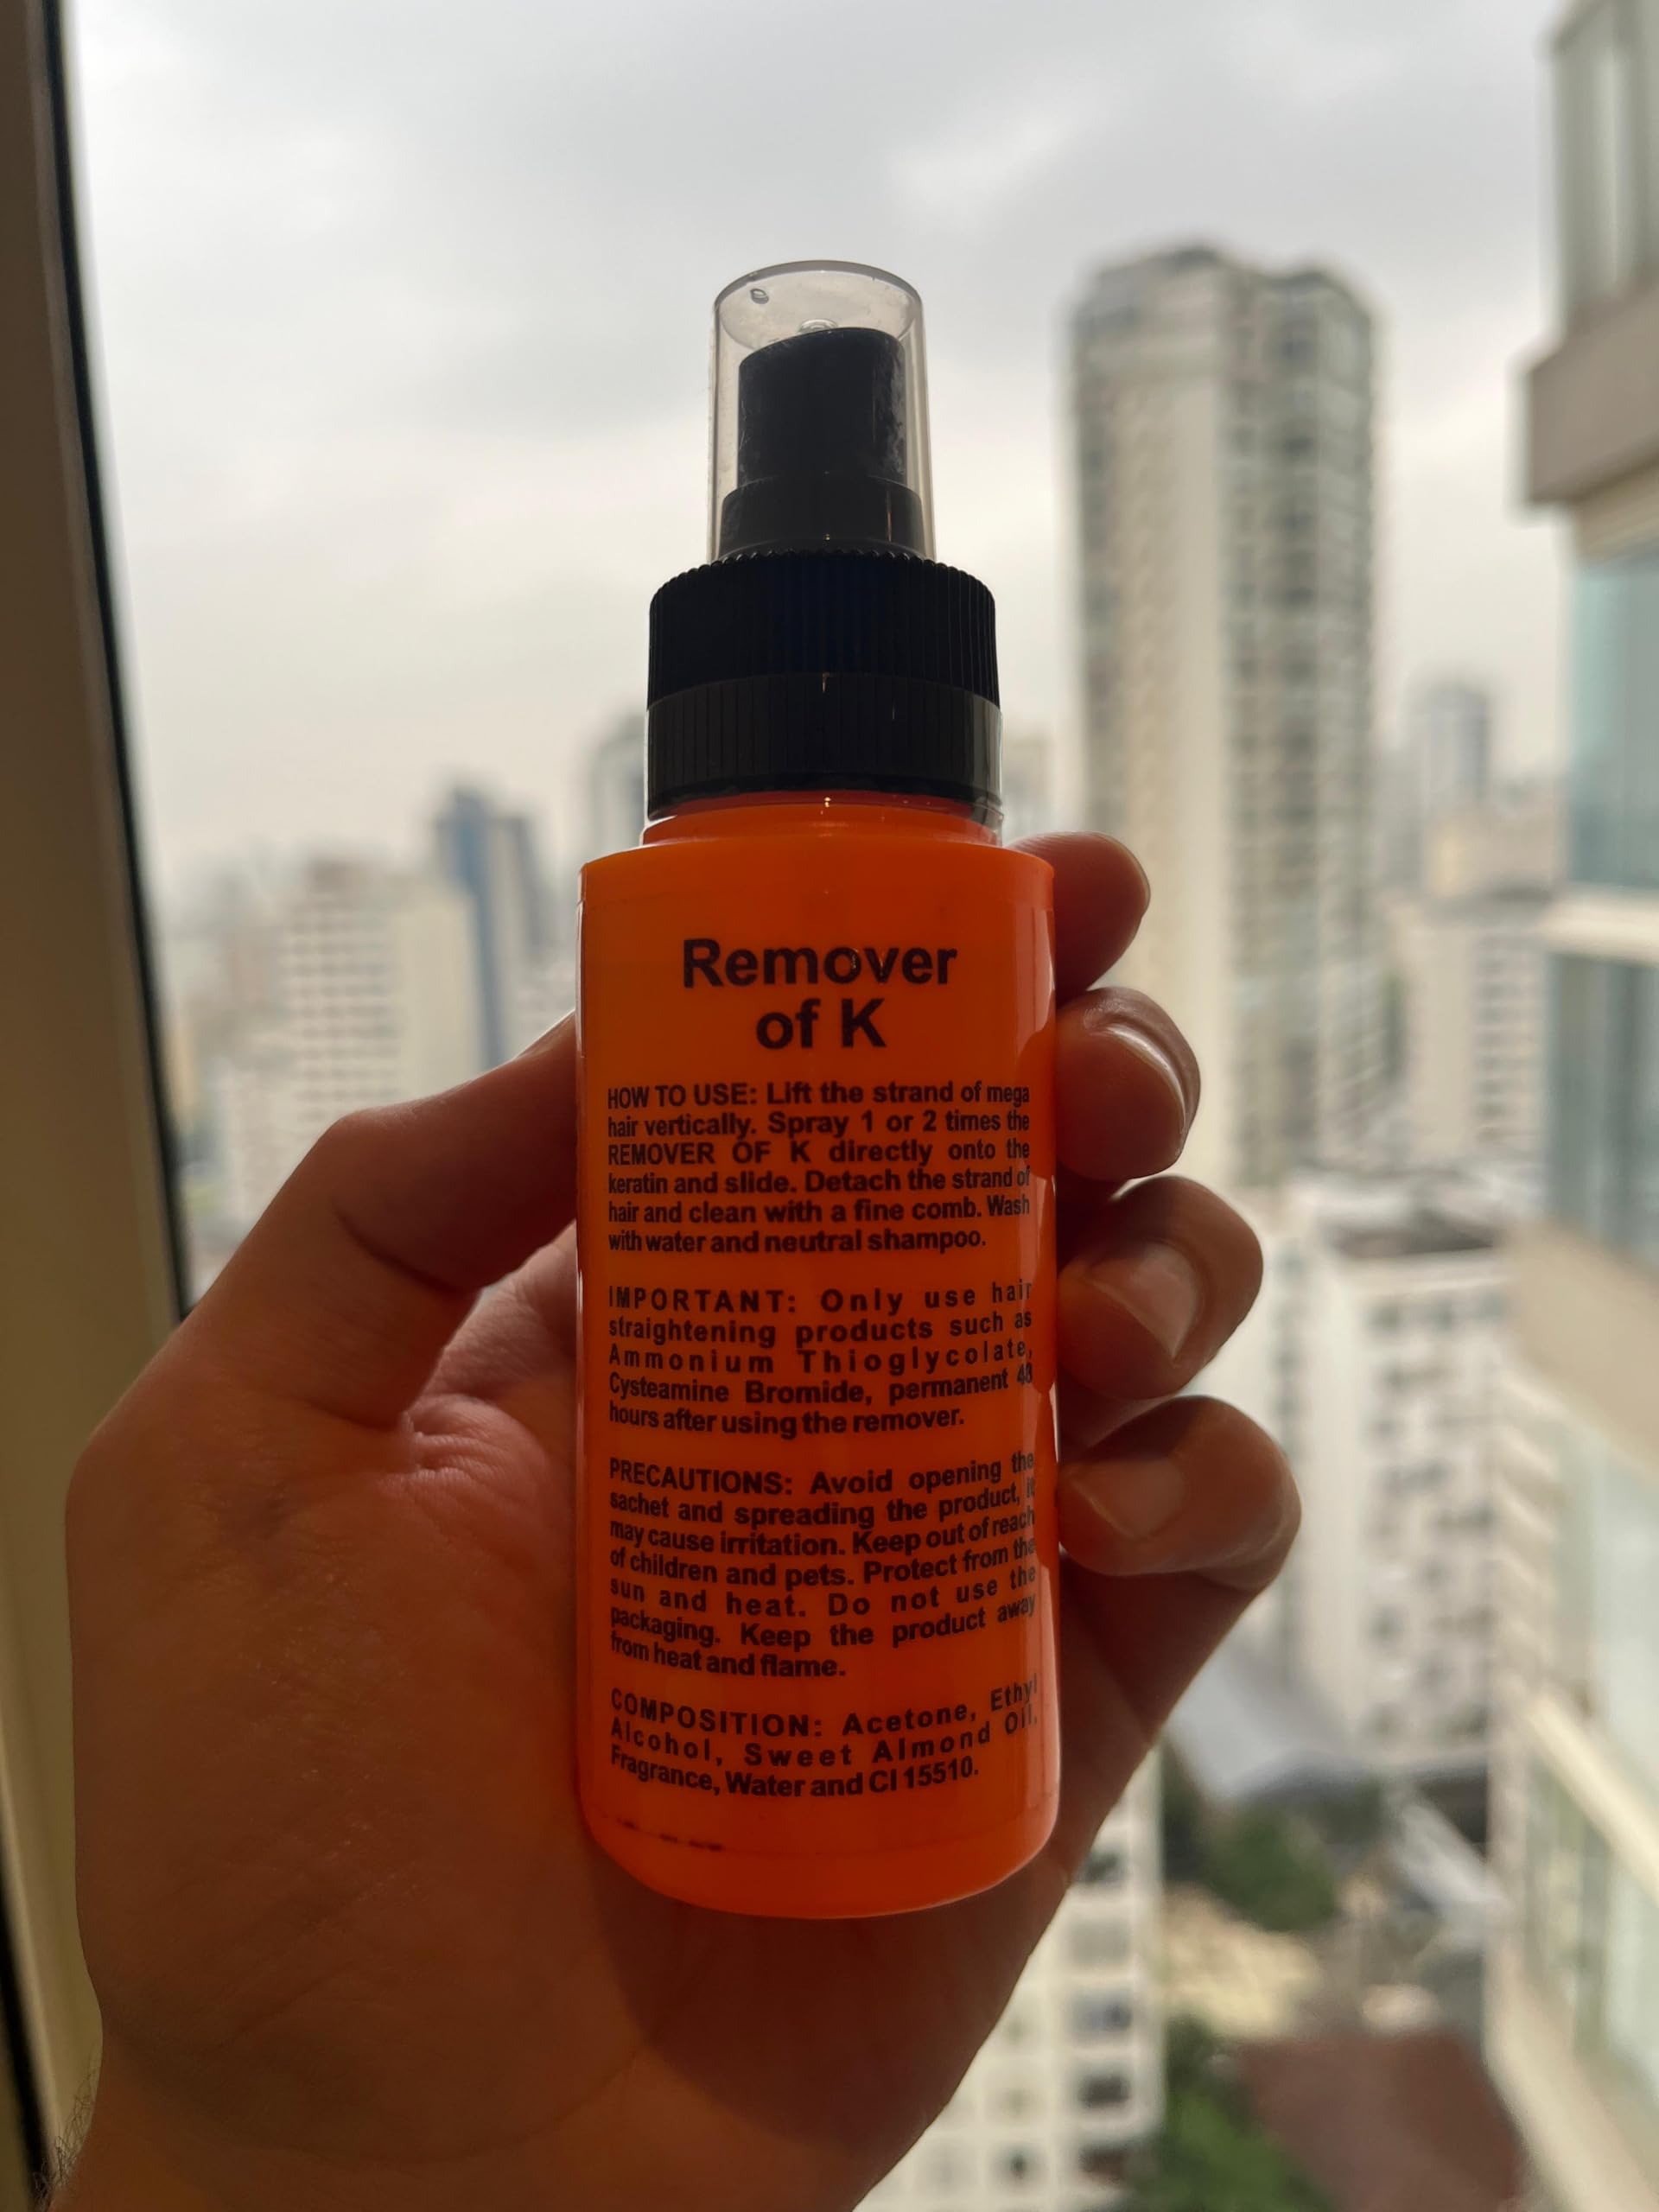 Remover
of K
HOW TO USE: Lift the strand of mega
hair vertically. Spray 1 or 2 times the
REMOVER OF K directly onto the
keratin and slide. Detach the strand of
hair and clean with a fine comb. Wash
with water and neutral shampoo.
IMPORTANT: Only use hair
straightening products such as
Ammonium Thioglycolate,
Cysteamine Bromide, permanent 48
hours after using the remover.
PRECAUTIONS: Avoid opening the
sachet and spreading the product, it
may cause irritation. Keep out of reach
of children and pets. Protect from the
sun and heat. Do not use the
packaging. Keep the product away
from heat and flame.
COMPOSITION: Acetone, Ethyl
Alcohol, Sweet Almond Oil,
Fragrance, Water and CI 15510.